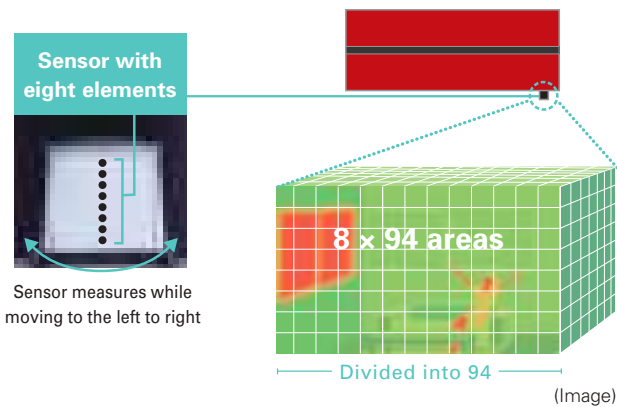 Sensor with
eight elements
Sensor measures while
moving to the left to right
8 × 94 areas
Divided into 94
(Image)